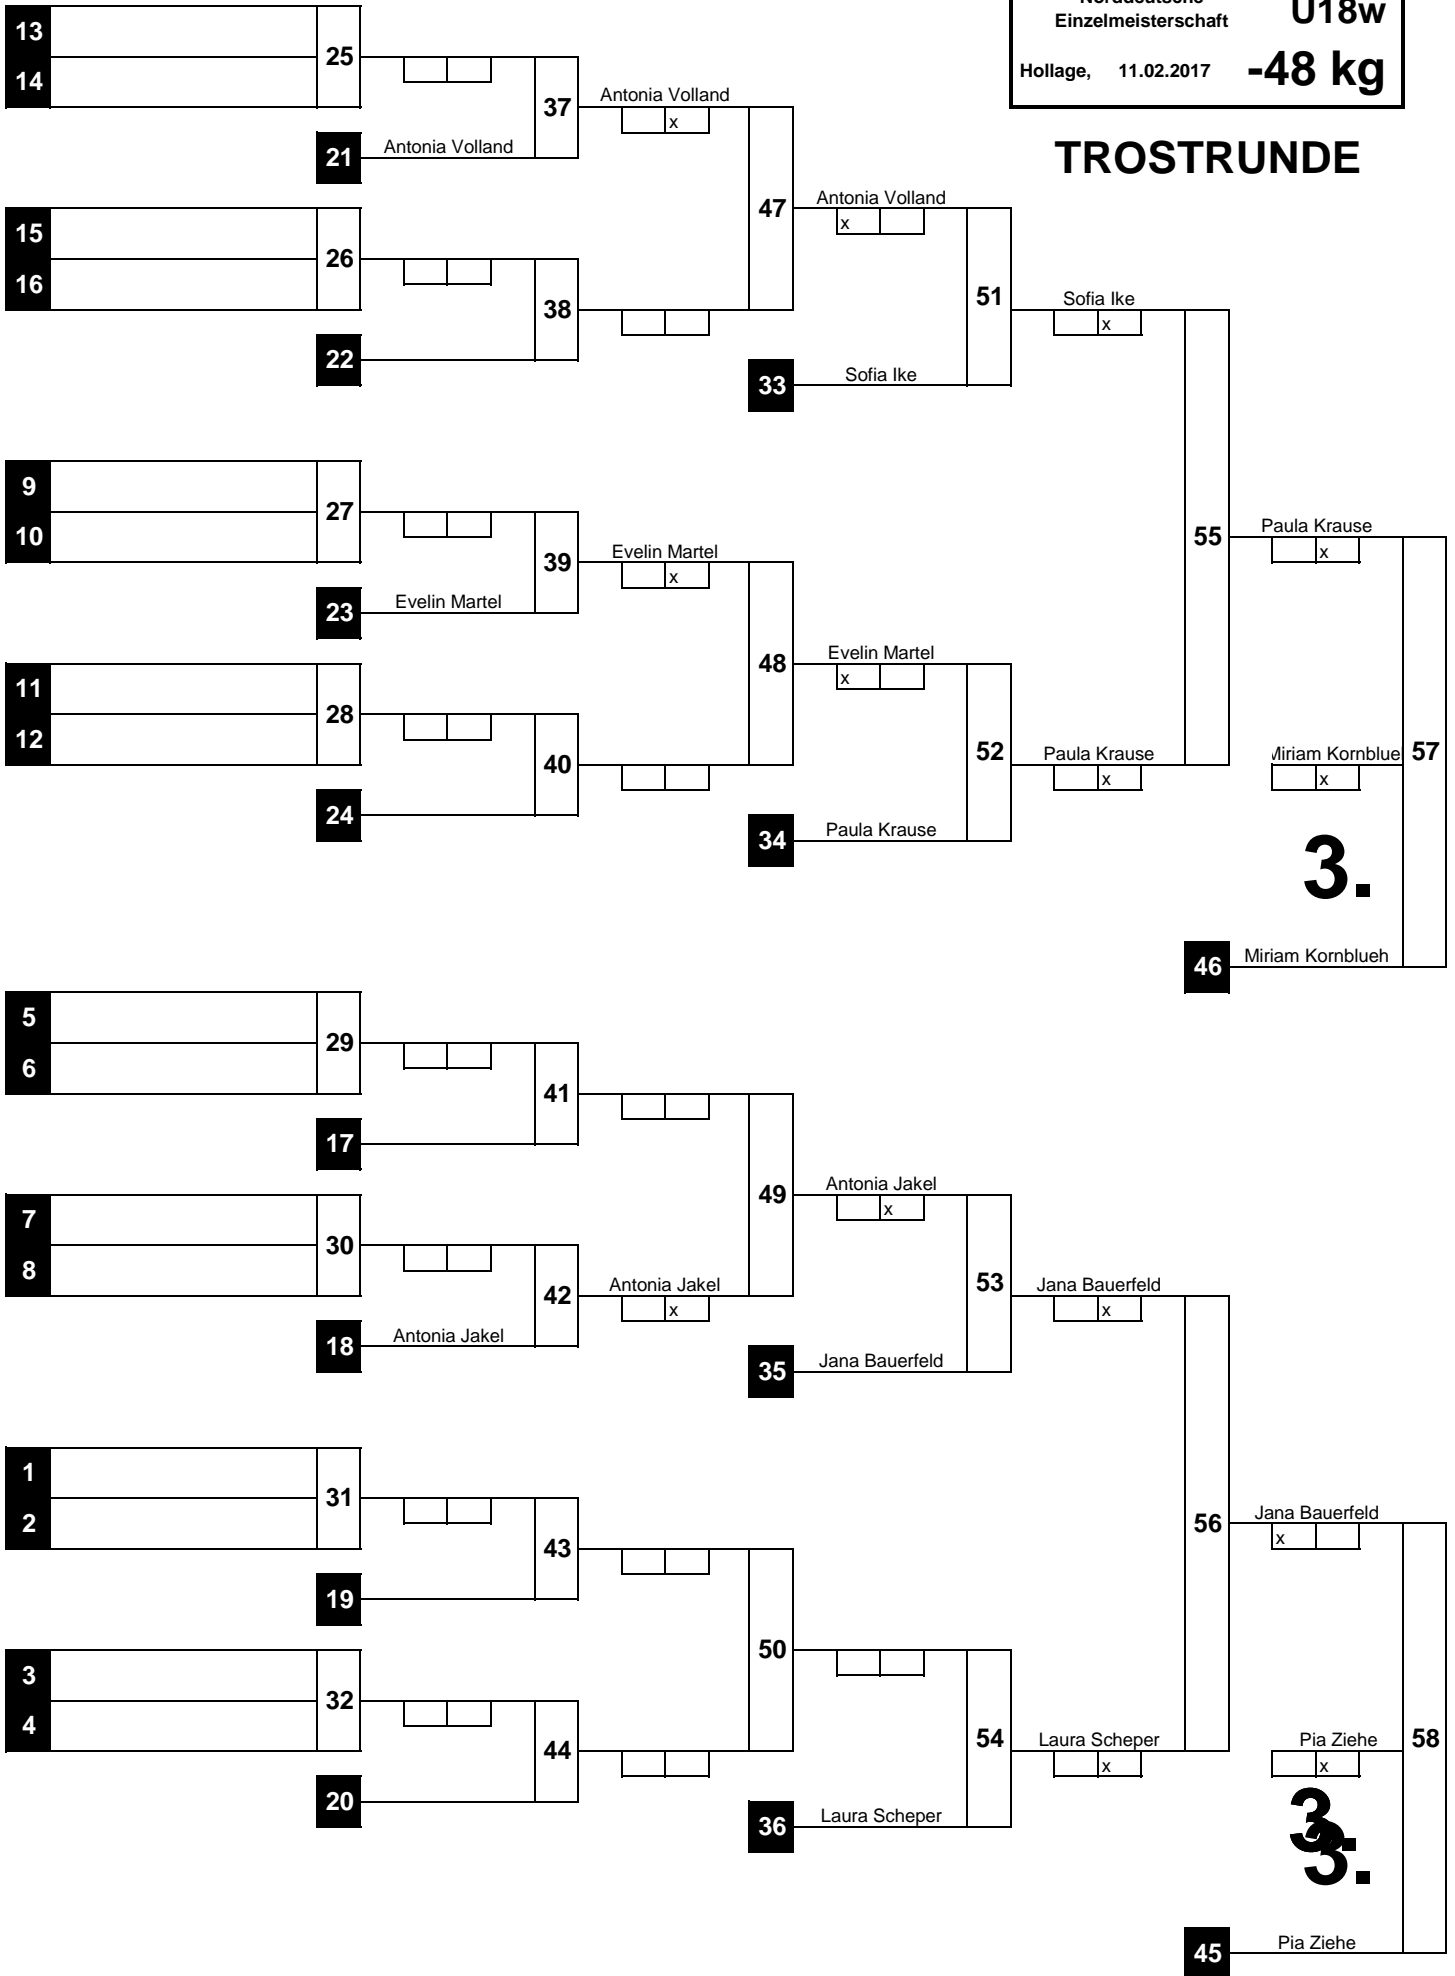 Norddeutsche
Einzelmeisterschaft
U18w
Hollage, 11.02.2017 -48 kg
TROSTRUNDE
13
14
25
37
Antonia Volland
x
21
Antonia Volland
47
Antonia Volland
x
15
16
26
38
22
51
Sofia Ike
x
33
Sofia Ike
9
10
27
39
Evelin Martel
x
23
Evelin Martel
55
Paula Krause
x
48
Evelin Martel
x
11
12
28
40
24
52
Paula Krause
x
Miriam Kornblue
x
57
34
Paula Krause
3.
46
Miriam Kornblueh
5
6
29
41
17
49
Antonia Jakel
x
7
8
30
42
Antonia Jakel
x
18
Antonia Jakel
53
Jana Bauerfeld
x
35
Jana Bauerfeld
1
2
31
43
19
56
Jana Bauerfeld
x
50
3
4
32
44
20
54
Laura Scheper
x
Pia Ziehe
x
58
36
Laura Scheper
3.
3.
45
Pia Ziehe